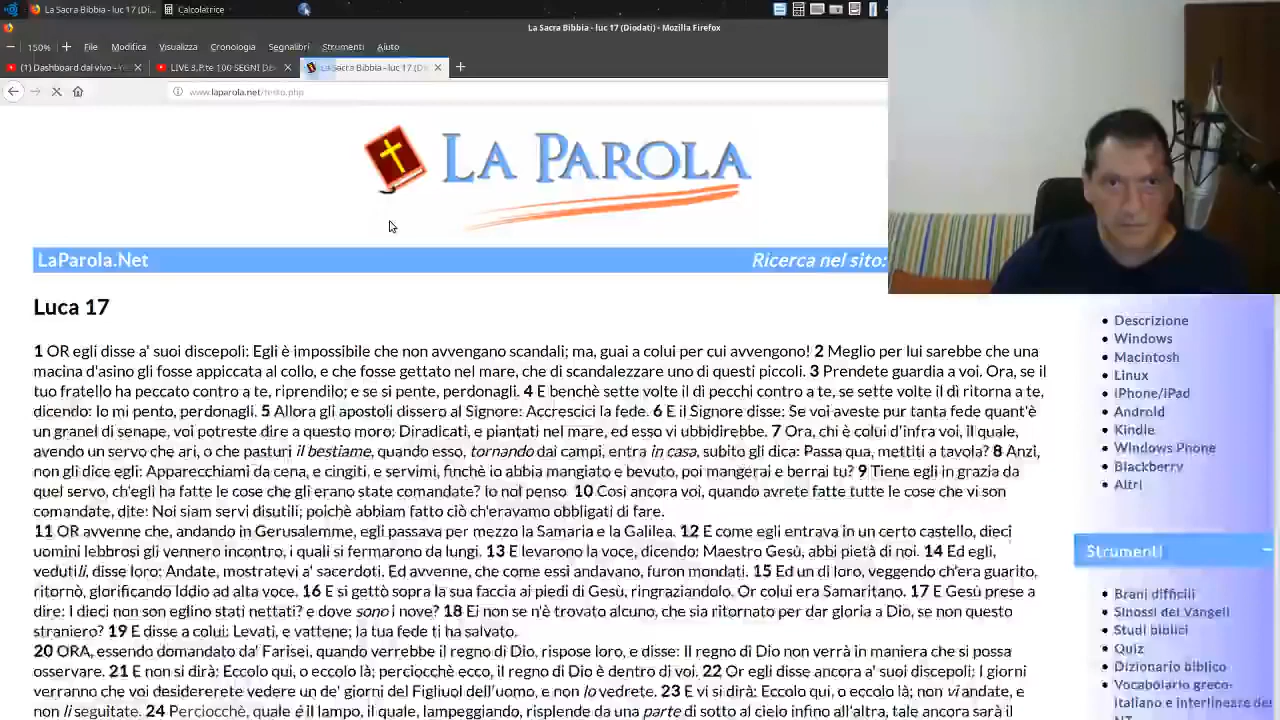 La Sacra Bibbia - luc 17 (Di...
Calcolatrice
La Sacra Bibbia - luc 17 (Diodati) - Mozilla Firefox
150%
File
Modifica
Visualizza
Cronologia
Segnalibri
Strumenti
Aiuto
(1) Dashboard dal vivo -
LIVE 3.P.te 100 SEGNI
La Sacra Bibbia - luc 17 (D
www.laparola.net/testo.php
LA PAROLA
LaParola.Net
Ricerca nel sito:
Luca 17
1 OR egli disse a' suoi discepoli: Egli è impossibile che non avvengano scandali; ma, guai a colui per cui avvengono! 2 Meglio per lui sarebbe che una
macina d'asino gli fosse appiccata al collo, e che fosse gettato nel mare, che di scandalezzare uno di questi piccoli. 3 Prendete guardia a voi. Ora, se il
tuo fratello ha peccato contro a te, riprendilo; e se si pente, perdonagli. 4 E benchè sette volte il dì pecchi contro a te, se sette volte il dì ritorna a te,
dicendo: Io mi pento, perdonagli. 5 Allora gli apostoli dissero al Signore: Accrescici la fede. 6 E il Signore disse: Se voi aveste pur tanta fede quant'è
un granel di senape, voi potreste dire a questo moro: Diradicati, e piantati nel mare, ed esso vi ubbidirebbe. 7 Ora, chi è colui d'infra voi, il quale,
avendo un servo che ari, o che pasturi il bestiame, quando esso, tornando dai campi, entra in casa, subito gli dica: Passa qua, mettiti a tavola? 8 Anzi,
non gli dice egli: Apparecchiami da cena, e cingiti, e servimi, finchè io abbia mangiato e bevuto, poi mangerai e berrai tu? 9 Tiene egli in grazia da
quel servo, ch'egli ha fatte le cose che gli erano state comandate? Io nol penso. 10 Così ancora voi, quando avrete fatte tutte le cose che vi son
comandate, dite: Noi siam servi disutili; poichè abbiam fatto ciò ch'eravamo obbligati di fare.
11 OR avvenne che, andando in Gerusalemme, egli passava per mezzo la Samaria e la Galilea. 12 E come egli entrava in un certo castello, dieci
uomini lebbrosi gli vennero incontro, i quali si fermarono da lungi. 13 E levarono la voce, dicendo: Maestro Gesù, abbi pietà di noi. 14 Ed egli,
vedutili, disse loro: Andate, mostratevi a' sacerdoti. Ed avvenne, che come essi andavano, furon mondati. 15 Ed un di loro, veggendo ch'era guarito,
ritornò, glorificando Iddio ad alta voce. 16 E si gettò sopra la sua faccia ai piedi di Gesù, ringraziandolo. Or colui era Samaritano. 17 E Gesù prese a
dire: I dieci non son eglino stati nettati? e dove sono i nove? 18 Ei non se n'è trovato alcuno, che sia ritornato per dar gloria a Dio, se non questo
straniero? 19 E disse a colui: Levati, e vattene; la tua fede ti ha salvato.
20 ORA, essendo domandato da' Farisei, quando verrebbe il regno di Dio, rispose loro, e disse: Il regno di Dio non verrà in maniera che si possa
osservare. 21 E non si dirà: Eccolo qui, o eccolo là; perciocchè ecco, il regno di Dio è dentro di voi. 22 Or egli disse ancora a' suoi discepoli: I giorni
verranno che voi desidererete vedere un de' giorni del Figliuol dell'uomo, e non lo vedrete. 23 E vi si dirà: Eccolo qui, o eccolo là; non vi andate, e
non li seguitate. 24 Perciocchè, quale è il lampo, il quale, lampeggiando, risplende da una parte di sotto al cielo infino all'altra, tale ancora sarà il
Descrizione
Windows
Macintosh
Linux
iPhone/iPad
Android
Kindle
Windows Phone
Blackberry
Altri
Strumenti
Brani difficili
Sinossi dei Vangeli
Studi biblici
Quiz
Dizionario biblico
Vocabolario greco-
italiano e interlineare de
NT